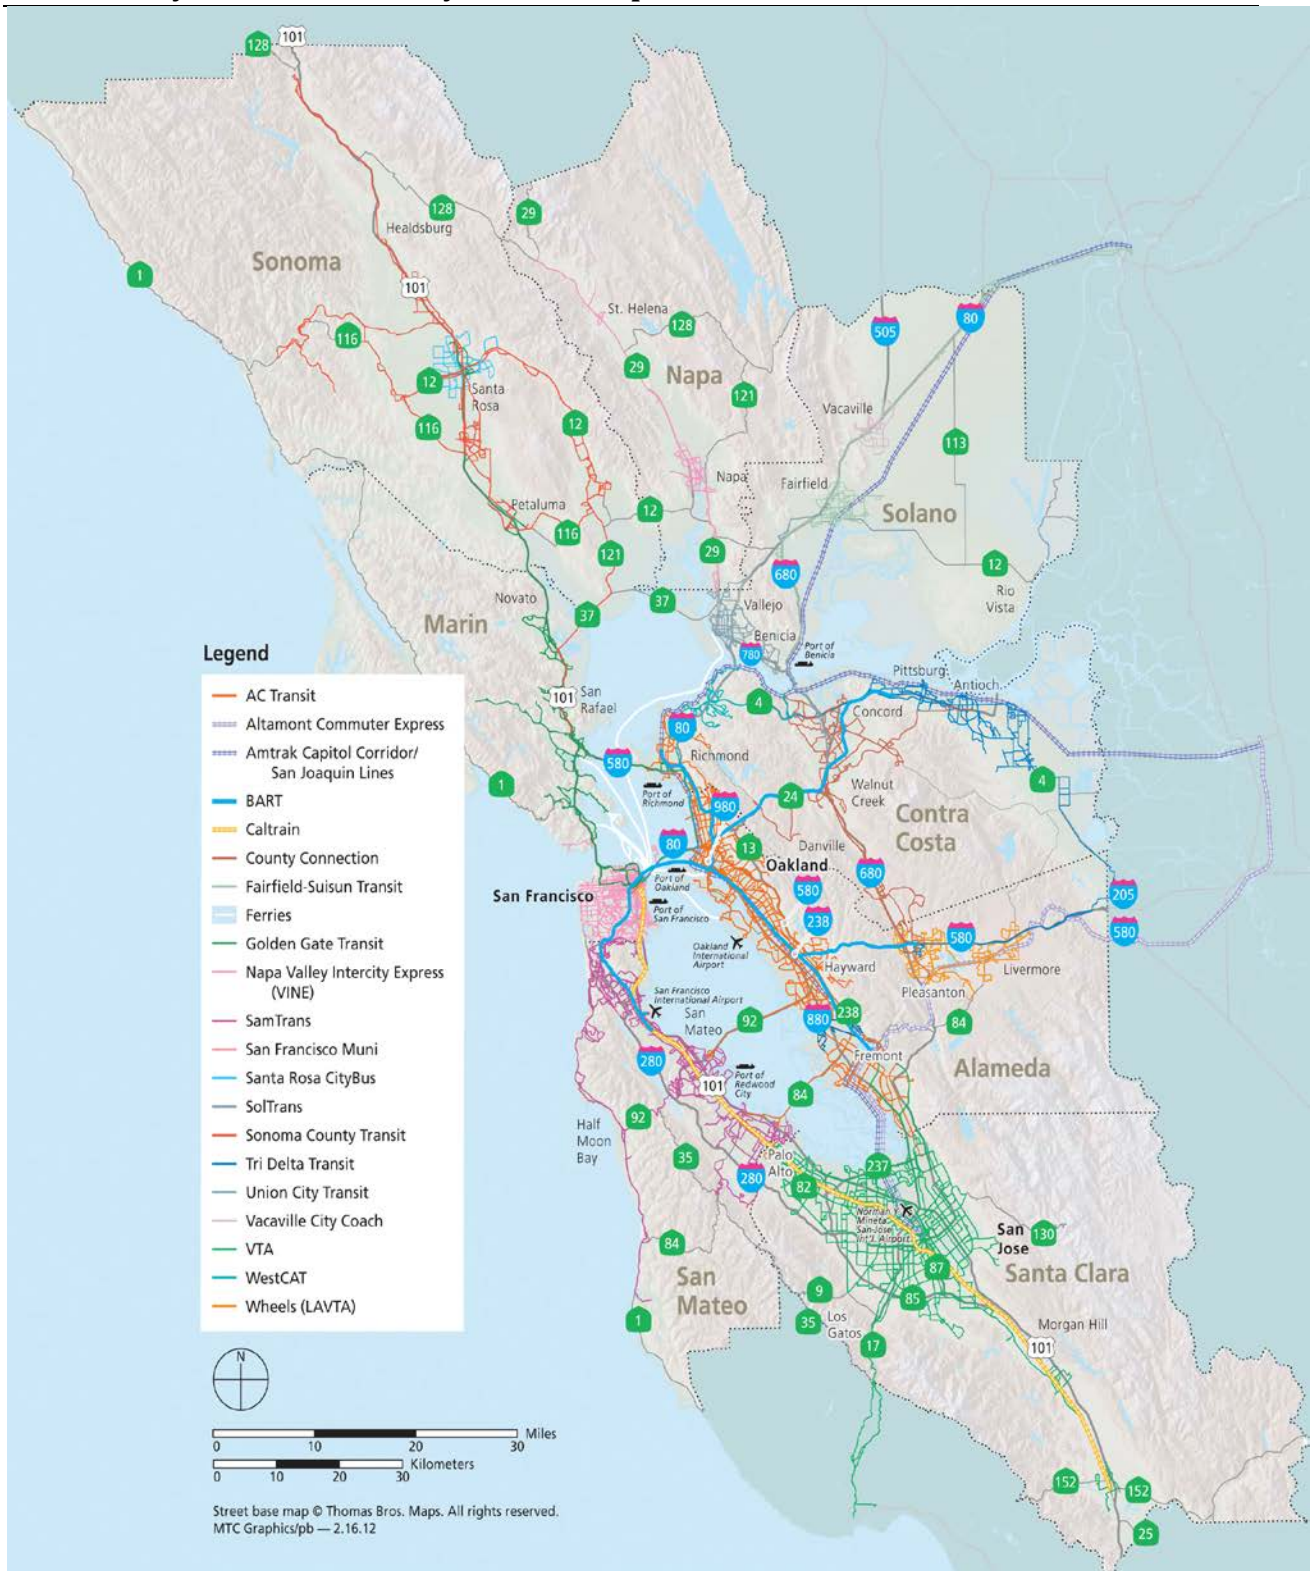 128
101
128
29
Healdsburg
Sonoma
1
101
St. Helena
128
505
80
116
29
Napa
12
Santa
Rosa
121
Vacaville
116
12
113
Napa
Fairfield
Petaluma
12
Solano
116
121
29
12
680
Rio
Vista
Novato
37
37
Vallejo
Marin
Benicia
780
Port of
Benicia
Pittsburg
Antioch
101
San
Rafael
4
Concord
80
Richmond
580
1
Port of
Richmond
980
24
Walnut
Creek
4
Contra
Costa
80
13
Danville
Oakland
680
San Francisco
Port of
Oakland
580
205
Port of
San Francisco
238
580
580
Oakland
International
Airport
Hayward
Livermore
Pleasanton
San Francisco
International Airport
San
Mateo
92
880
238
84
280
Fremont
Alameda
101
Port of
Redwood
City
84
92
Half
Moon
Bay
35
280
Palo
Alto
82
237
Norman Y.
Mineta
San Jose
Int'l. Airport
San
Jose
130
84
San
Mateo
87
Santa Clara
9
85
1
35
Los
Gatos
17
Morgan Hill
101
152
152
25
Legend
AC Transit
Altamont Commuter Express
Amtrak Capitol Corridor/
San Joaquin Lines
BART
Caltrain
County Connection
Fairfield-Suisun Transit
Ferries
Golden Gate Transit
Napa Valley Intercity Express
(VINE)
SamTrans
San Francisco Muni
Santa Rosa CityBus
SolTrans
Sonoma County Transit
Tri Delta Transit
Union City Transit
Vacaville City Coach
VTA
WestCAT
Wheels (LAVTA)
N
Miles
0 10 20 30
Kilometers
0 10 20 30
Street base map © Thomas Bros. Maps. All rights reserved.
MTC Graphics/pb — 2.16.12